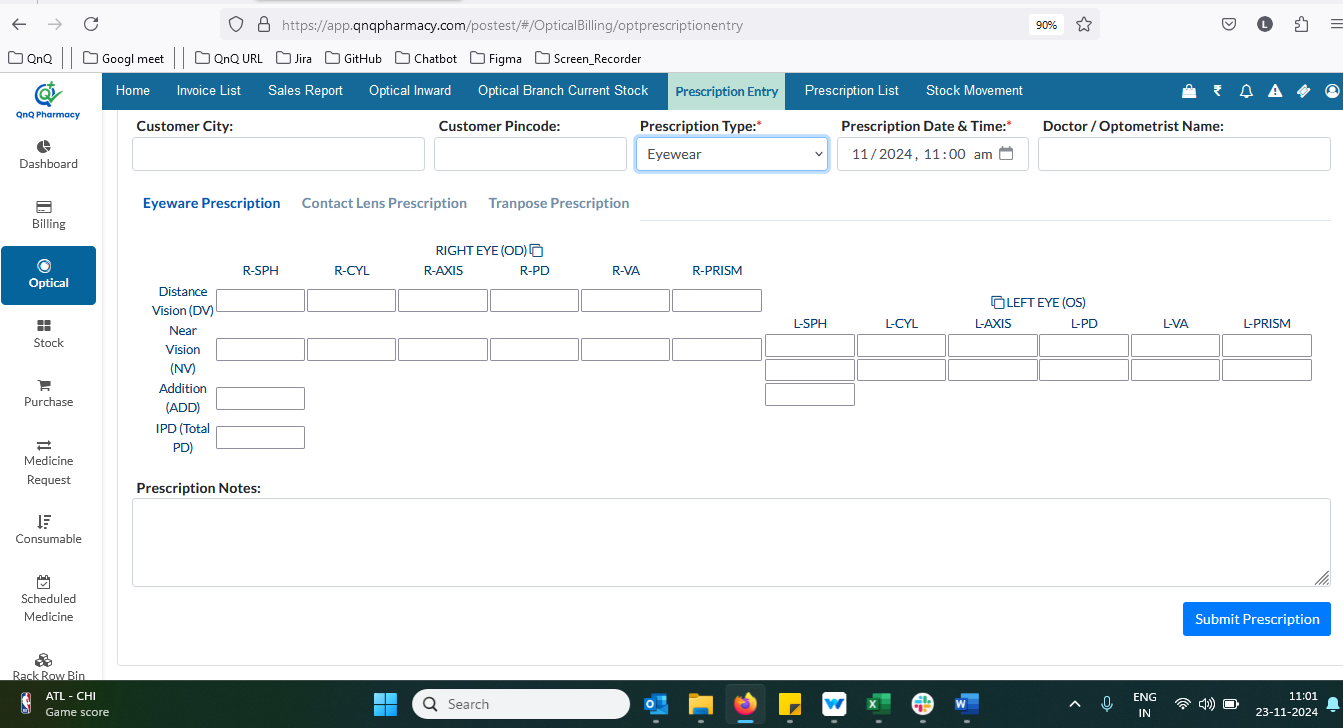 https://app.qnqpharmacy.com/postest/#/OpticalBilling/optprescriptionentry
90%
L
QnQ
Googl meet
QnQ URL
Jira
GitHub
Chatbot
Figma
Screen_Recorder
QnQ Pharmacy
Home
Invoice List
Sales Report
Optical Inward
Optical Branch Current Stock
Prescription Entry
Prescription List
Stock Movement
Dashboard
Billing
Optical
Stock
Purchase
Medicine
Request
Consumable
Scheduled
Medicine
Rack Row Bin
Customer City:
Customer Pincode:
Prescription Type:*
Prescription Date & Time:*
Doctor / Optometrist Name:
Eyewear
11/2024, 11:00 am
Eyeware Prescription
Contact Lens Prescription
Tranpose Prescription
RIGHT EYE (OD)
R-SPH R-CYL R-AXIS R-PD R-VA R-PRISM
Distance
Vision (DV)
Near
Vision
(NV)
Addition
(ADD)
IPD (Total
PD)
LEFT EYE (OS)
L-SPH L-CYL L-AXIS L-PD L-VA L-PRISM
Prescription Notes:
Submit Prescription
ATL - CHI
Game score
Search
ENG
IN
11:01
23-11-2024